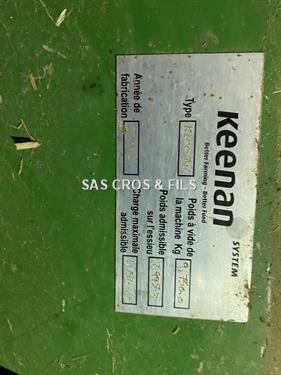 Keenan
SYSTEM
Better Farming - Better Food
Type
Poids à vide de
la machine Kg
Poids admissible
sur l'essieu
Année de
fabrication
Charge maximale
admissible
SAS CROS & FILS